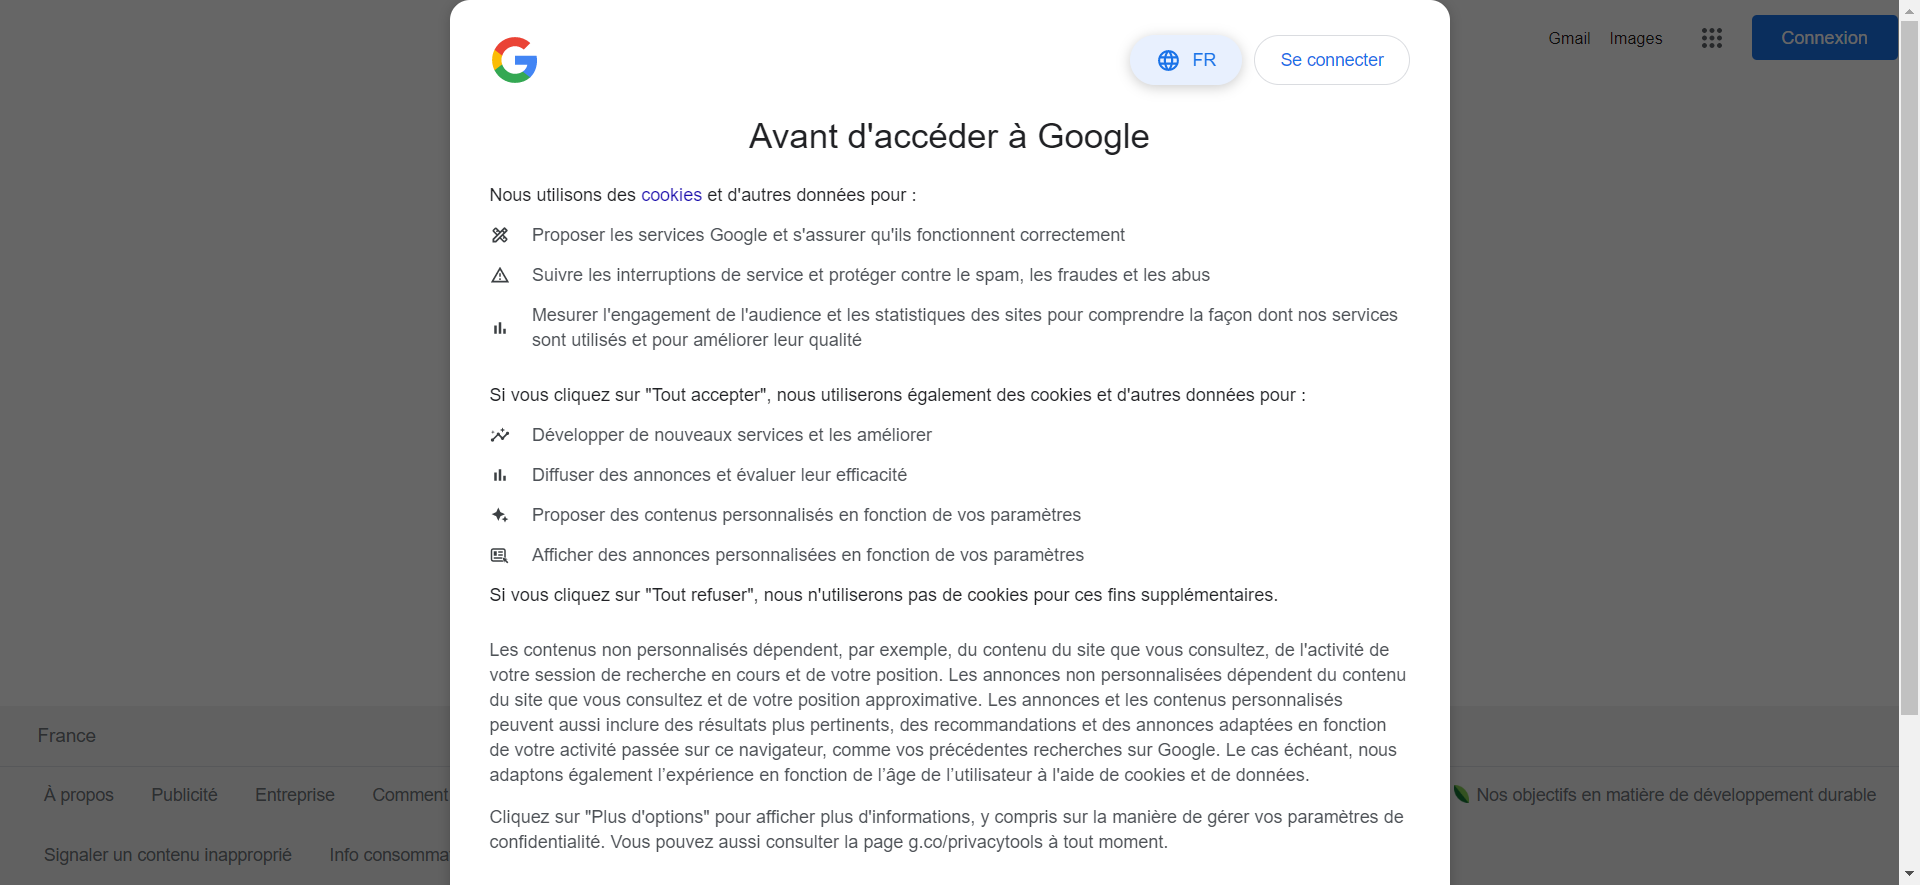 Gmail
Images
Connexion
FR
Se connecter
Avant d'accéder à Google
Nous utilisons des cookies et d'autres données pour :
Proposer les services Google et s'assurer qu'ils fonctionnent correctement
Suivre les interruptions de service et protéger contre le spam, les fraudes et les abus
Mesurer l'engagement de l'audience et les statistiques des sites pour comprendre la façon dont nos services
sont utilisés et pour améliorer leur qualité
Si vous cliquez sur "Tout accepter", nous utiliserons également des cookies et d'autres données pour :
Développer de nouveaux services et les améliorer
Diffuser des annonces et évaluer leur efficacité
Proposer des contenus personnalisés en fonction de vos paramètres
Afficher des annonces personnalisées en fonction de vos paramètres
Si vous cliquez sur "Tout refuser", nous n'utiliserons pas de cookies pour ces fins supplémentaires.
Les contenus non personnalisés dépendent, par exemple, du contenu du site que vous consultez, de l'activité de
votre session de recherche en cours et de votre position. Les annonces non personnalisées dépendent du contenu
du site que vous consultez et de votre position approximative. Les annonces et les contenus personnalisés
peuvent aussi inclure des résultats plus pertinents, des recommandations et des annonces adaptées en fonction
de votre activité passée sur ce navigateur, comme vos précédentes recherches sur Google. Le cas échéant, nous
adaptons également l’expérience en fonction de l’âge de l’utilisateur à l'aide de cookies et de données.
Cliquez sur "Plus d'options" pour afficher plus d'informations, y compris sur la manière de gérer vos paramètres de
confidentialité. Vous pouvez aussi consulter la page g.co/privacytools à tout moment.
France
À propos
Publicité
Entreprise
Comment
Nos objectifs en matière de développement durable
Signaler un contenu inapproprié
Info consomma